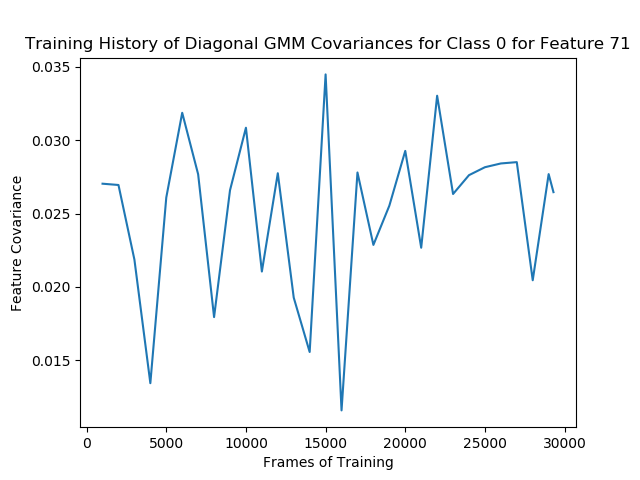 Training History of Diagonal GMM Covariances for Class 0 for Feature 71
0.035
0.030
0.025
0.020
0.015
Feature Covariance
0 5000 10000 15000 20000 25000 30000
Frames of Training